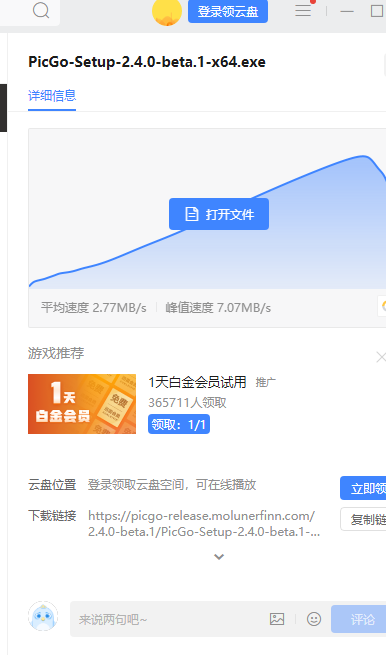 登录领云盘
PicGo-Setup-2.4.0-beta.1-x64.exe
详细信息
打开文件
平均速度 2.77MB/s 峰值速度 7.07MB/s
游戏推荐
1天
白金会员
免费
1天白金会员试用 推广
365711人领取
领取：1/1
云盘位置 登录领取云盘空间，可在线播放 立即领
下载链接 https://picgo-release.molunerfinn.com/ 复制链
2.4.0-beta.1/PicGo-Setup-2.4.0-beta.1-...
来说两句吧~ 评论